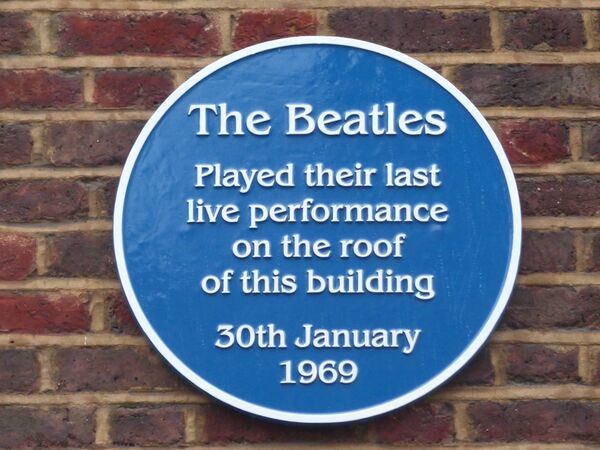 The Beatles
Played their last
live performance
on the roof
of this building
30th January
1969